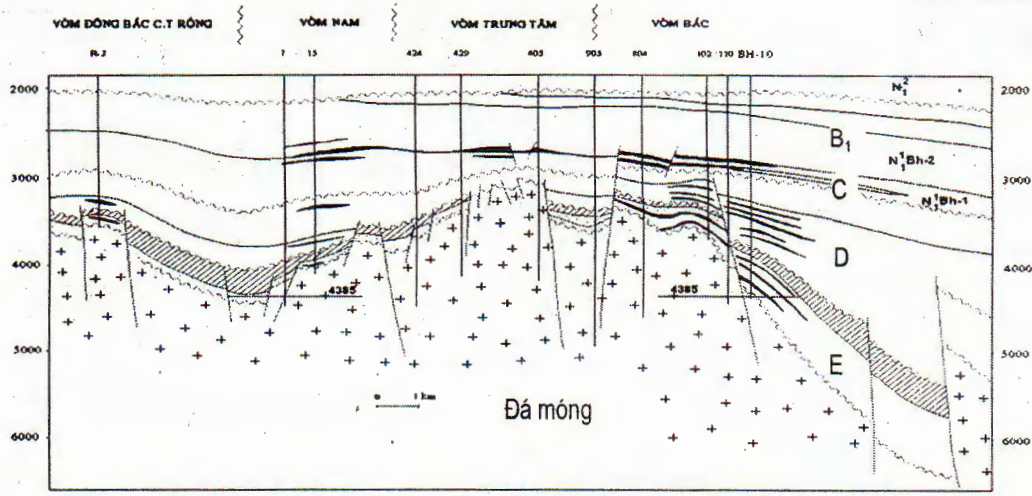 VÒM ĐÔNG BẮC C.T RỒNG VÒM NAM VÒM TRUNG TÂM VÒM BẮC
7 15 424 429 403 905 804 102 110 BH-10
2000 N₁² 2000
B₁
N₁¹Bh-2
3000 C 3000
N₁¹Bh-1
D
4000 4000
4385 4385
5000 E 5000
0 1 km
Đá móng
6000 6000